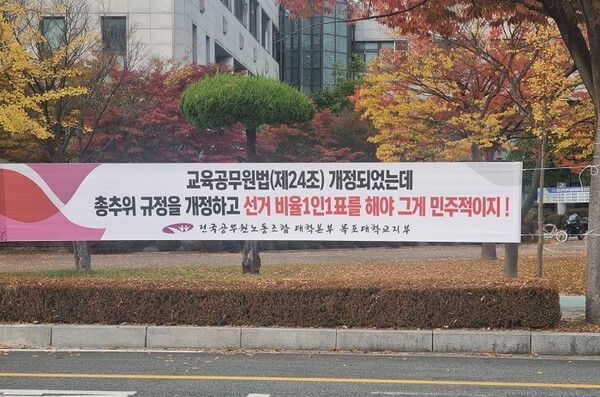 교육공무원법(제24조) 개정되었는데
총추위 규정을 개정하고 선거 비율1인1표를 해야 그게 민주적이지 !
전국공무원노동조합 대학본부 목포대학교지부